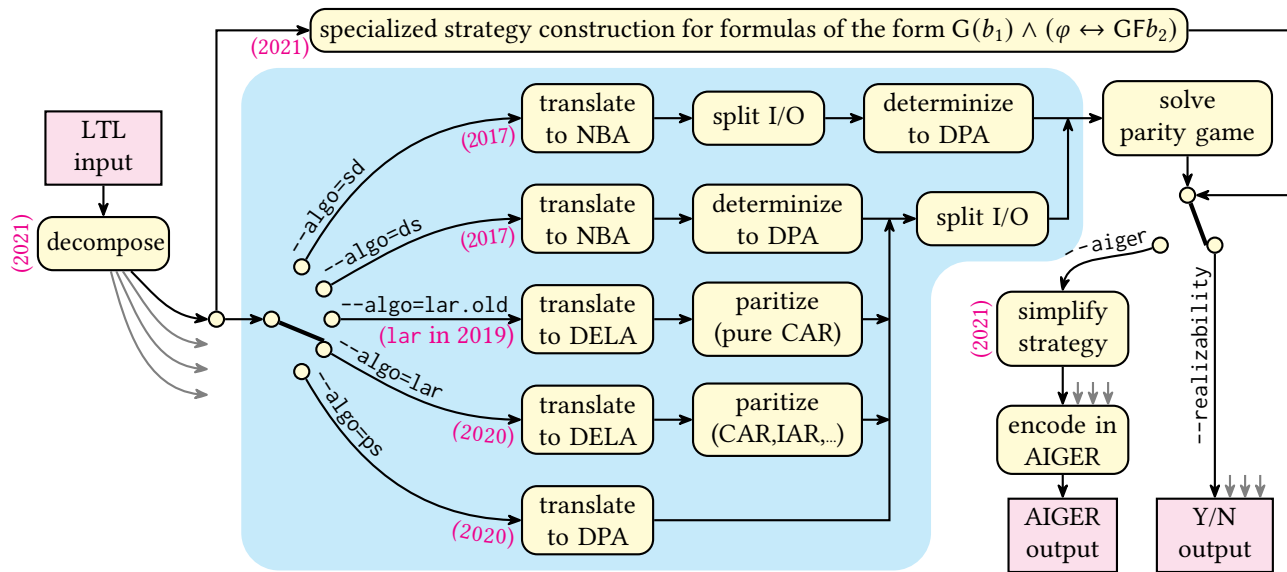 specialized strategy construction for formulas of the form G(b₁) ∧ (φ ↔ GFb₂)
(2021)
LTL
input
(2021)
decompose
--algo=sd
(2017)
translate
to NBA
split I/O
determinize
to DPA
solve
parity game
--algo=ds
(2017)
translate
to NBA
determinize
to DPA
split I/O
--algo=lar.old
(lar in 2019)
translate
to DELA
paritize
(pure CAR)
--algo=lar
(2020)
translate
to DELA
paritize
(CAR,IAR,...)
--algo=ps
(2020)
translate
to DPA
--aiger
(2021)
simplify
strategy
encode in
AIGER
AIGER
output
--realizability
Y/N
output